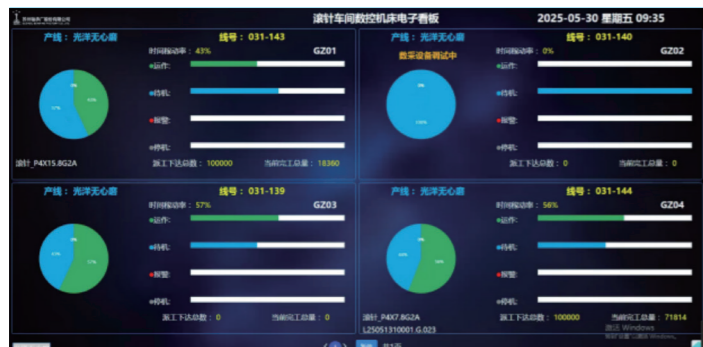 滚针车间数控机床电子看板
2025-05-30 星期五 09:35
产线：光洋无心磨
线号：031-143
时间稼动率：43%
GZ01
运作:
待机:
报警:
停机:
0%
43%
57%
滚针_P4X15.8G2A
派工下达总数：100000
当前完工总量：18360
产线：光洋无心磨
线号：031-140
数采设备调试中
时间稼动率：0%
GZ02
运作:
待机:
报警:
停机:
0%
100%
派工下达总数：0
当前完工总量：0
产线：光洋无心磨
线号：031-139
时间稼动率：57%
GZ03
运作:
待机:
报警:
停机:
0%
43%
57%
派工下达总数：0
当前完工总量：0
产线：光洋无心磨
线号：031-144
时间稼动率：56%
GZ04
运作:
待机:
报警:
停机:
0%
44%
56%
滚针_P4X7.8G2A
L25051310001.G.023
派工下达总数：100000
当前完工总量：71814
激活 Windows